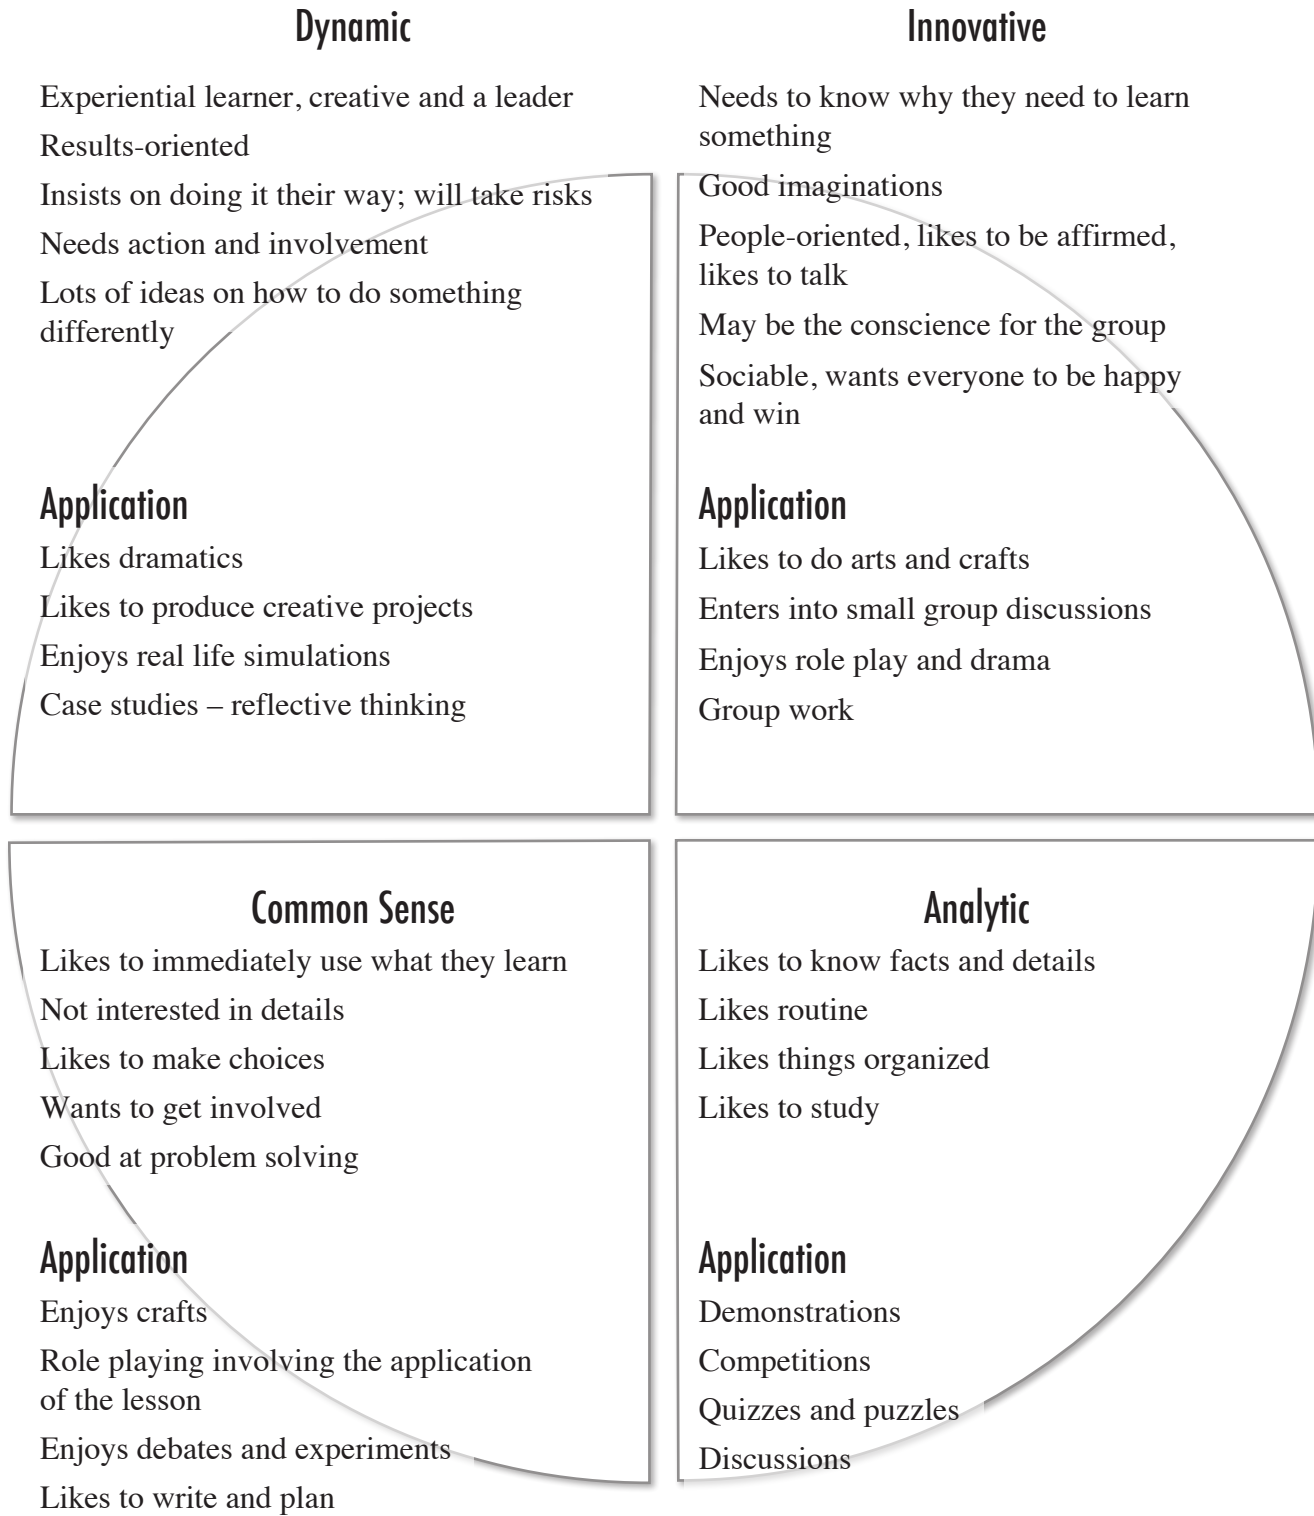 Dynamic
Experiential learner, creative and a leader
Results-oriented
Insists on doing it their way; will take risks
Needs action and involvement
Lots of ideas on how to do something
differently
Application
Likes dramatics
Likes to produce creative projects
Enjoys real life simulations
Case studies – reflective thinking
Innovative
Needs to know why they need to learn
something
Good imaginations
People-oriented, likes to be affirmed,
likes to talk
May be the conscience for the group
Sociable, wants everyone to be happy
and win
Application
Likes to do arts and crafts
Enters into small group discussions
Enjoys role play and drama
Group work
Common Sense
Likes to immediately use what they learn
Not interested in details
Likes to make choices
Wants to get involved
Good at problem solving
Application
Enjoys crafts
Role playing involving the application
of the lesson
Enjoys debates and experiments
Likes to write and plan
Analytic
Likes to know facts and details
Likes routine
Likes things organized
Likes to study
Application
Demonstrations
Competitions
Quizzes and puzzles
Discussions